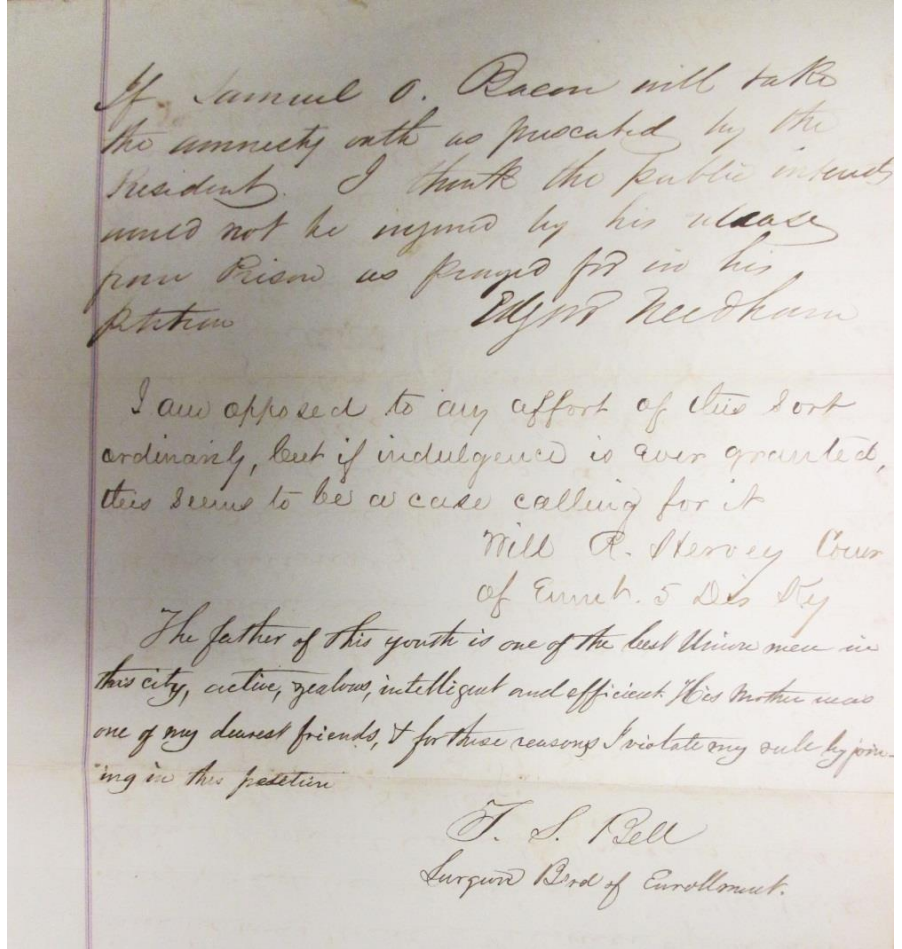 If Samuel O. Bacon will take
the amnesty oath as prescribed by the
President. I think the public interests
would not be injured by his release
from Prison as prayed for in his
petition Edgar Needham
I am opposed to any effort of this sort
ordinarily, but if indulgence is ever granted,
this seems to be a case calling for it
Will R. Hervey Com
of Enmt. 5 Dis Ky
The father of this youth is one of the best Union men in
this city, active, zealous, intelligent and efficient. His mother was
one of my dearest friends, & for these reasons I violate my rule by join-
ing in this petition
T. S. Bell
Surgeon Bord of Enrollment.